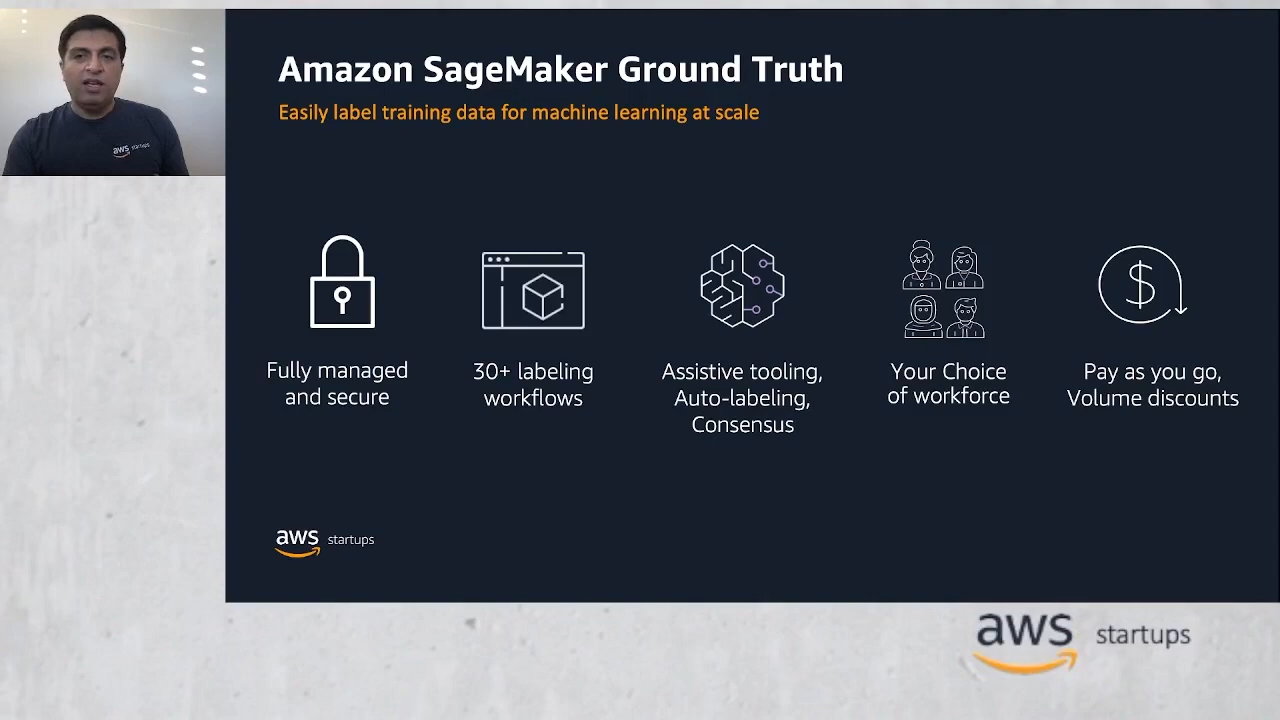 aws startups
Amazon SageMaker Ground Truth
Easily label training data for machine learning at scale
Fully managed
and secure
30+ labeling
workflows
Assistive tooling,
Auto-labeling,
Consensus
Your Choice
of workforce
Pay as you go,
Volume discounts
aws startups
aws startups